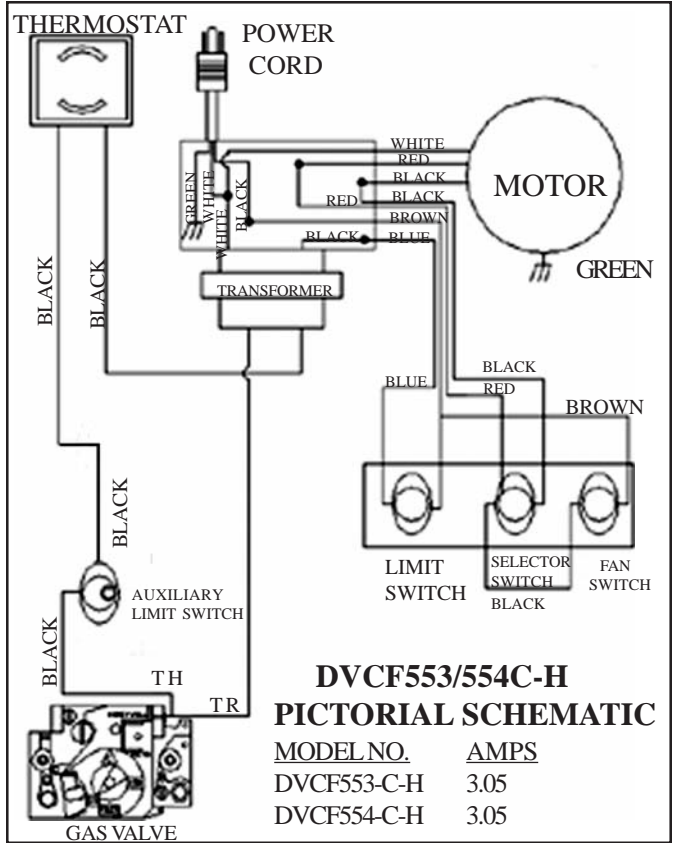 THERMOSTAT
POWER
CORD
WHITE
RED
BLACK
BLACK
RED
BROWN
BLACK
BLUE
GREEN
WHITE
WHITE
BLACK
MOTOR
GREEN
TRANSFORMER
BLACK
BLACK
BLACK
RED
BLUE
BROWN
LIMIT
SWITCH
SELECTOR
SWITCH
BLACK
FAN
SWITCH
BLACK
AUXILIARY
LIMIT SWITCH
BLACK
TH
TR
GAS VALVE
DVCF553/554C-H
PICTORIAL SCHEMATIC
MODEL NO. AMPS
DVCF553-C-H 3.05
DVCF554-C-H 3.05